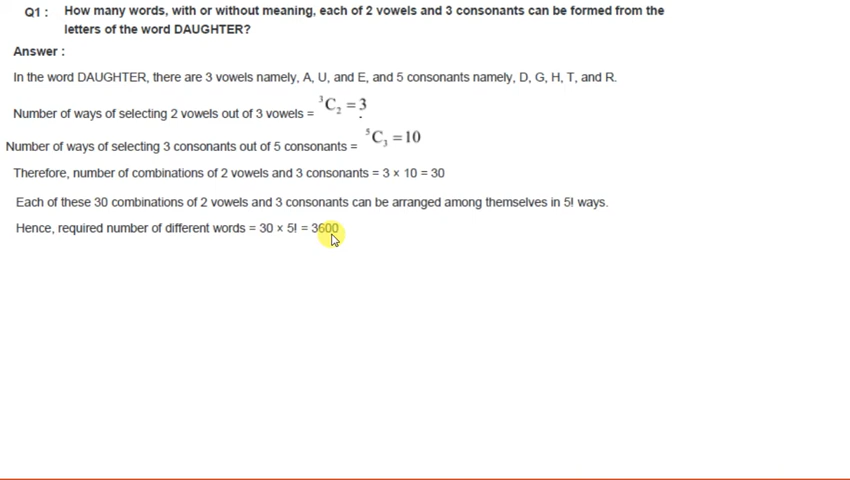 Q1 : How many words, with or without meaning, each of 2 vowels and 3 consonants can be formed from the
letters of the word DAUGHTER?
Answer :
In the word DAUGHTER, there are 3 vowels namely, A, U, and E, and 5 consonants namely, D, G, H, T, and R.
Number of ways of selecting 2 vowels out of 3 vowels = ³C₂ = 3
Number of ways of selecting 3 consonants out of 5 consonants = ⁵C₃ = 10
Therefore, number of combinations of 2 vowels and 3 consonants = 3 × 10 = 30
Each of these 30 combinations of 2 vowels and 3 consonants can be arranged among themselves in 5! ways.
Hence, required number of different words = 30 × 5! = 3600